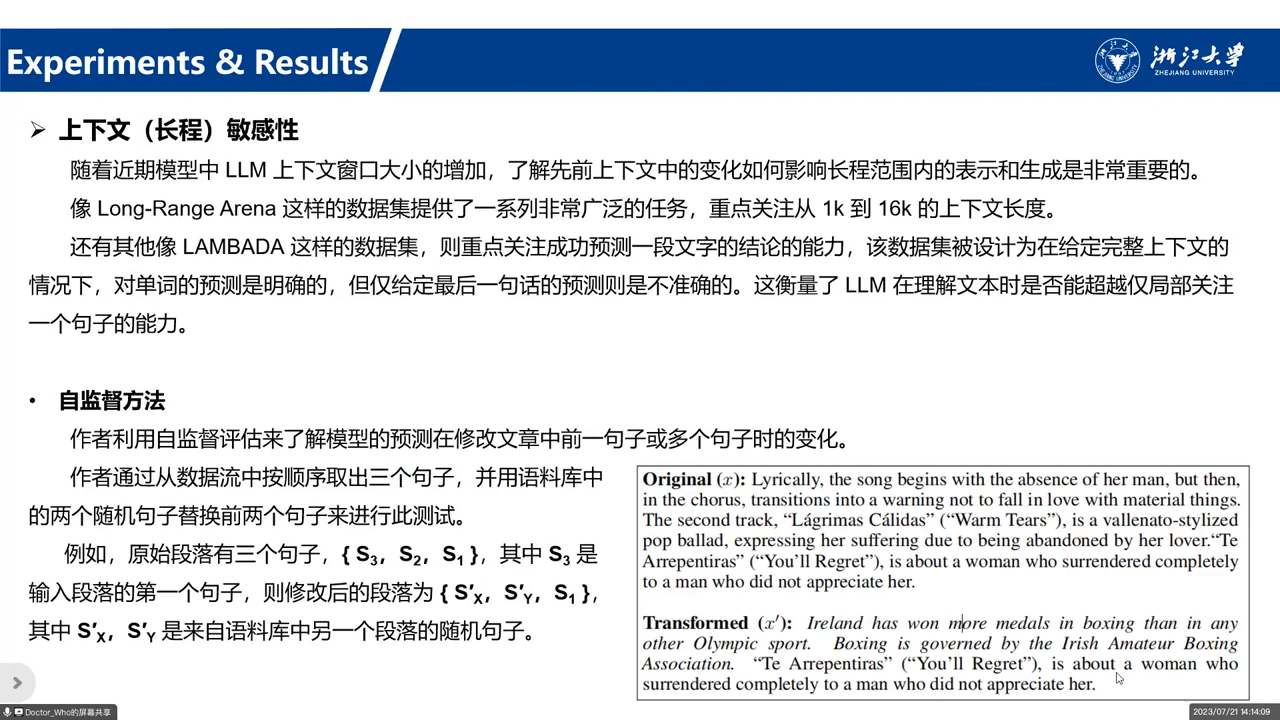 Experiments & Results
浙江大学
ZHEJIANG UNIVERSITY
➢ 上下文（长程）敏感性
随着近期模型中 LLM 上下文窗口大小的增加，了解先前上下文中的变化如何影响长程范围内的表示和生成是非常重要的。
像 Long-Range Arena 这样的数据集提供了一系列非常广泛的任务，重点关注从 1k 到 16k 的上下文长度。
还有其他像 LAMBADA 这样的数据集，则重点关注成功预测一段文字的结论的能力，该数据集被设计为在给定完整上下文的
情况下，对单词的预测是明确的，但仅给定最后一句话的预测则是不准确的。这衡量了 LLM 在理解文本时是否能超越仅局部关注
一个句子的能力。
• 自监督方法
作者利用自监督评估来了解模型的预测在修改文章中前一句子或多个句子时的变化。
作者通过从数据流中按顺序取出三个句子，并用语料库中
的两个随机句子替换前两个句子来进行此测试。
例如，原始段落有三个句子，{ S₃，S₂，S₁ }，其中 S₃ 是
输入段落的第一个句子，则修改后的段落为 { S′X，S′Y，S₁ }，
其中 S′X，S′Y 是来自语料库中另一个段落的随机句子。
Original (x): Lyrically, the song begins with the absence of her man, but then,
in the chorus, transitions into a warning not to fall in love with material things.
The second track, “Lágrimas Cálidas” (“Warm Tears”), is a vallenato-stylized
pop ballad, expressing her suffering due to being abandoned by her lover.“Te
Arrepentiras” (“You’ll Regret”), is about a woman who surrendered completely
to a man who did not appreciate her.
Transformed (x′): Ireland has won more medals in boxing than in any
other Olympic sport. Boxing is governed by the Irish Amateur Boxing
Association. “Te Arrepentiras” (“You’ll Regret”), is about a woman who
surrendered completely to a man who did not appreciate her.
Doctor_Who的屏幕共享
2023/07/21 14:14:09